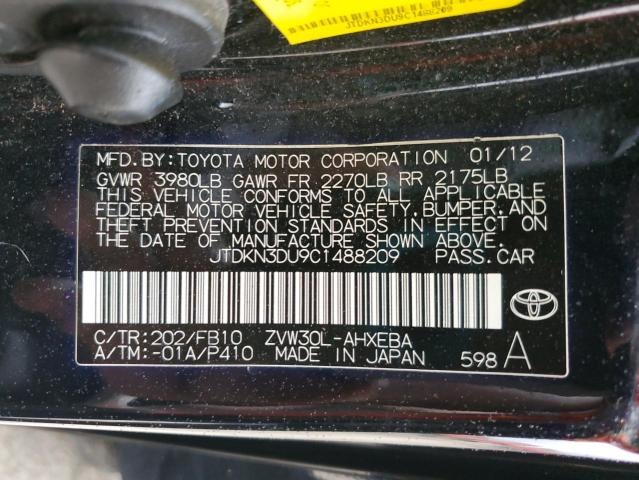 JTDKN3DU9C1488209
MFD.BY:TOYOTA MOTOR CORPORATION 01/12
GVWR 3980LB GAWR FR 2270LB RR 2175LB
THIS VEHICLE CONFORMS TO ALL APPLICABLE
FEDERAL MOTOR VEHICLE SAFETY,BUMPER,AND
THEFT PREVENTION STANDARDS IN EFFECT ON
THE DATE OF MANUFACTURE SHOWN ABOVE.
JTDKN3DU9C1488209 PASS.CAR
C/TR:202/FB10 ZVW30L-AHXEBA
A/TM:-01A/P410 MADE IN JAPAN 598 A